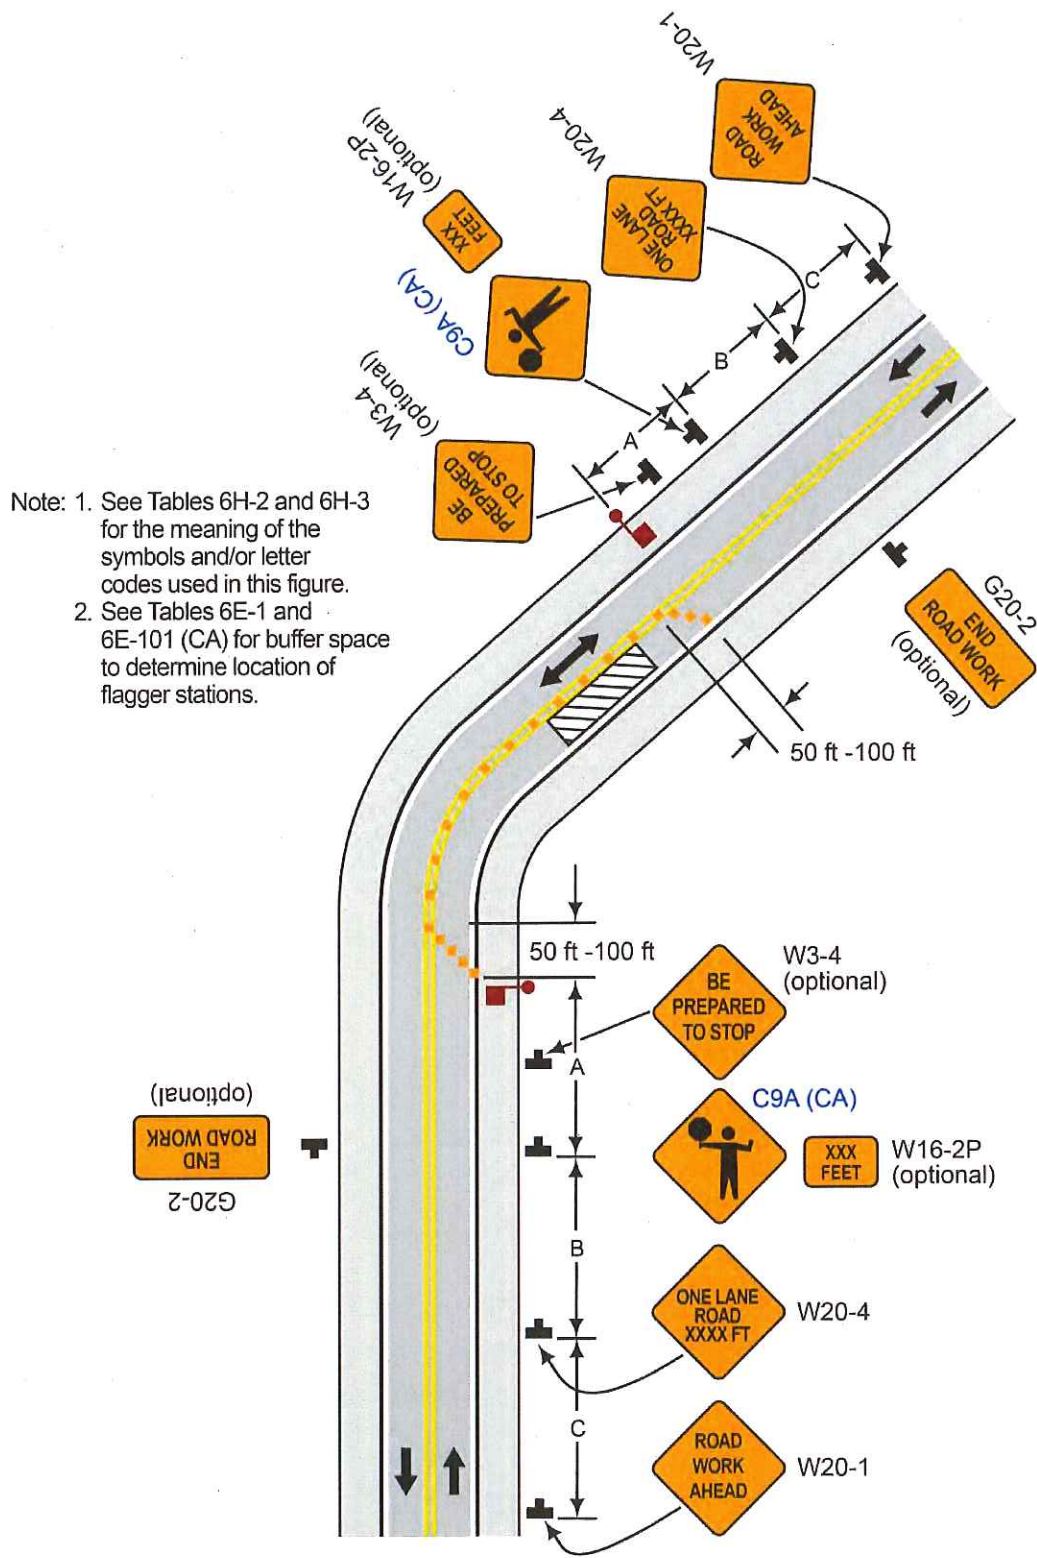 W20-1
ROAD
WORK
AHEAD
W20-4
ONE LANE
ROAD
XXXX FT
W16-2P
(optional)
XXX
FEET
C9A (CA)
W3-4
(optional)
BE
PREPARED
TO STOP
C
B
A
Note: 1. See Tables 6H-2 and 6H-3
for the meaning of the
symbols and/or letter
codes used in this figure.
2. See Tables 6E-1 and
6E-101 (CA) for buffer space
to determine location of
flagger stations.
G20-2
END
ROAD WORK
(optional)
50 ft -100 ft
50 ft -100 ft
W3-4
(optional)
BE
PREPARED
TO STOP
A
C9A (CA)
XXX
FEET
W16-2P
(optional)
G20-2
END
ROAD WORK
(optional)
B
ONE LANE
ROAD
XXXX FT
W20-4
C
ROAD
WORK
AHEAD
W20-1